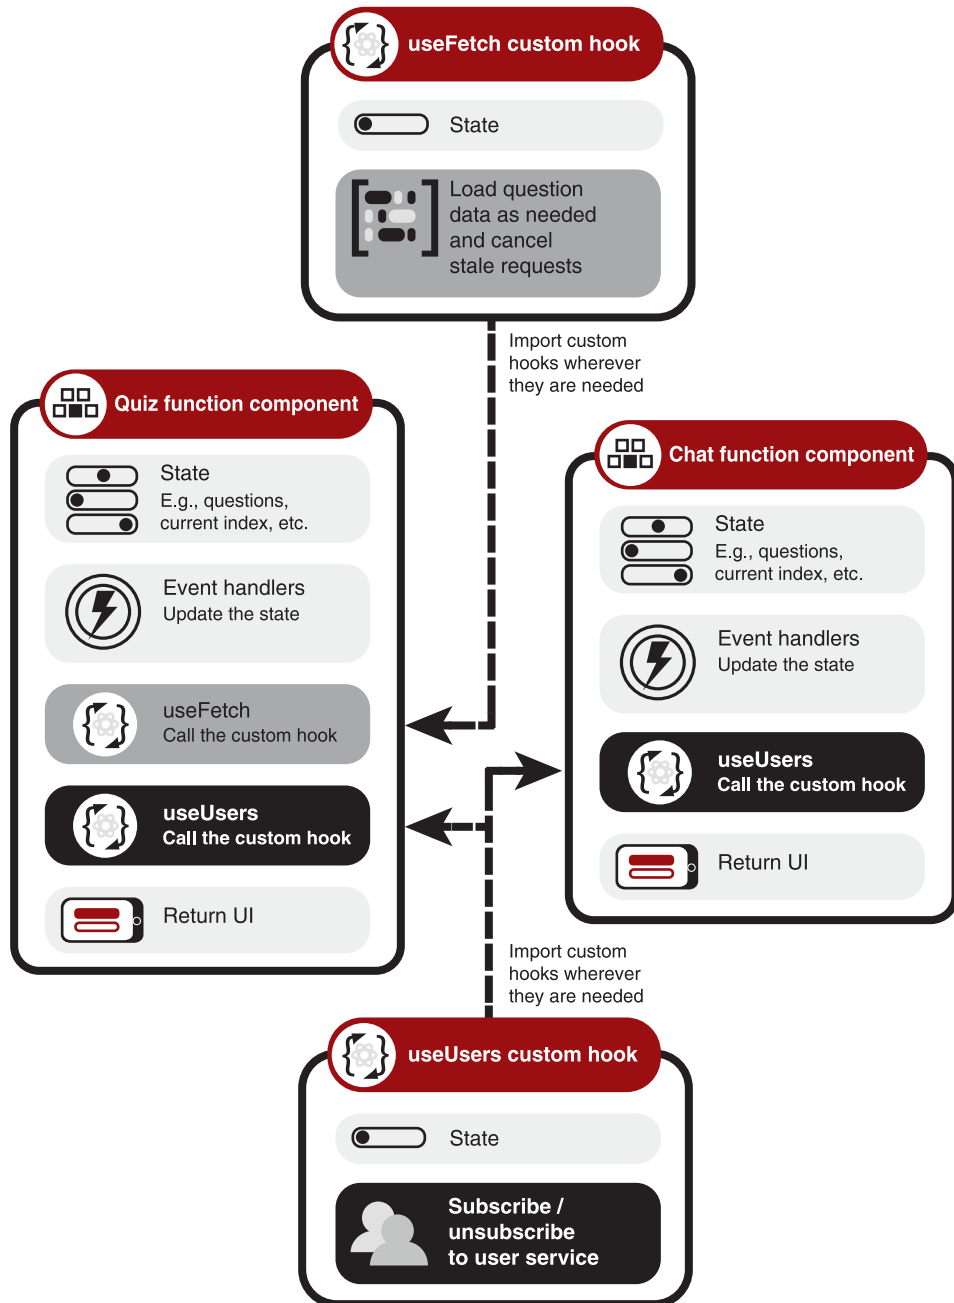 useFetch custom hook
State
Load question
data as needed
and cancel
stale requests
Import custom
hooks wherever
they are needed
Quiz function component
State
E.g., questions,
current index, etc.
Event handlers
Update the state
useFetch
Call the custom hook
useUsers
Call the custom hook
Return UI
Chat function component
State
E.g., questions,
current index, etc.
Event handlers
Update the state
useUsers
Call the custom hook
Return UI
Import custom
hooks wherever
they are needed
useUsers custom hook
State
Subscribe /
unsubscribe
to user service